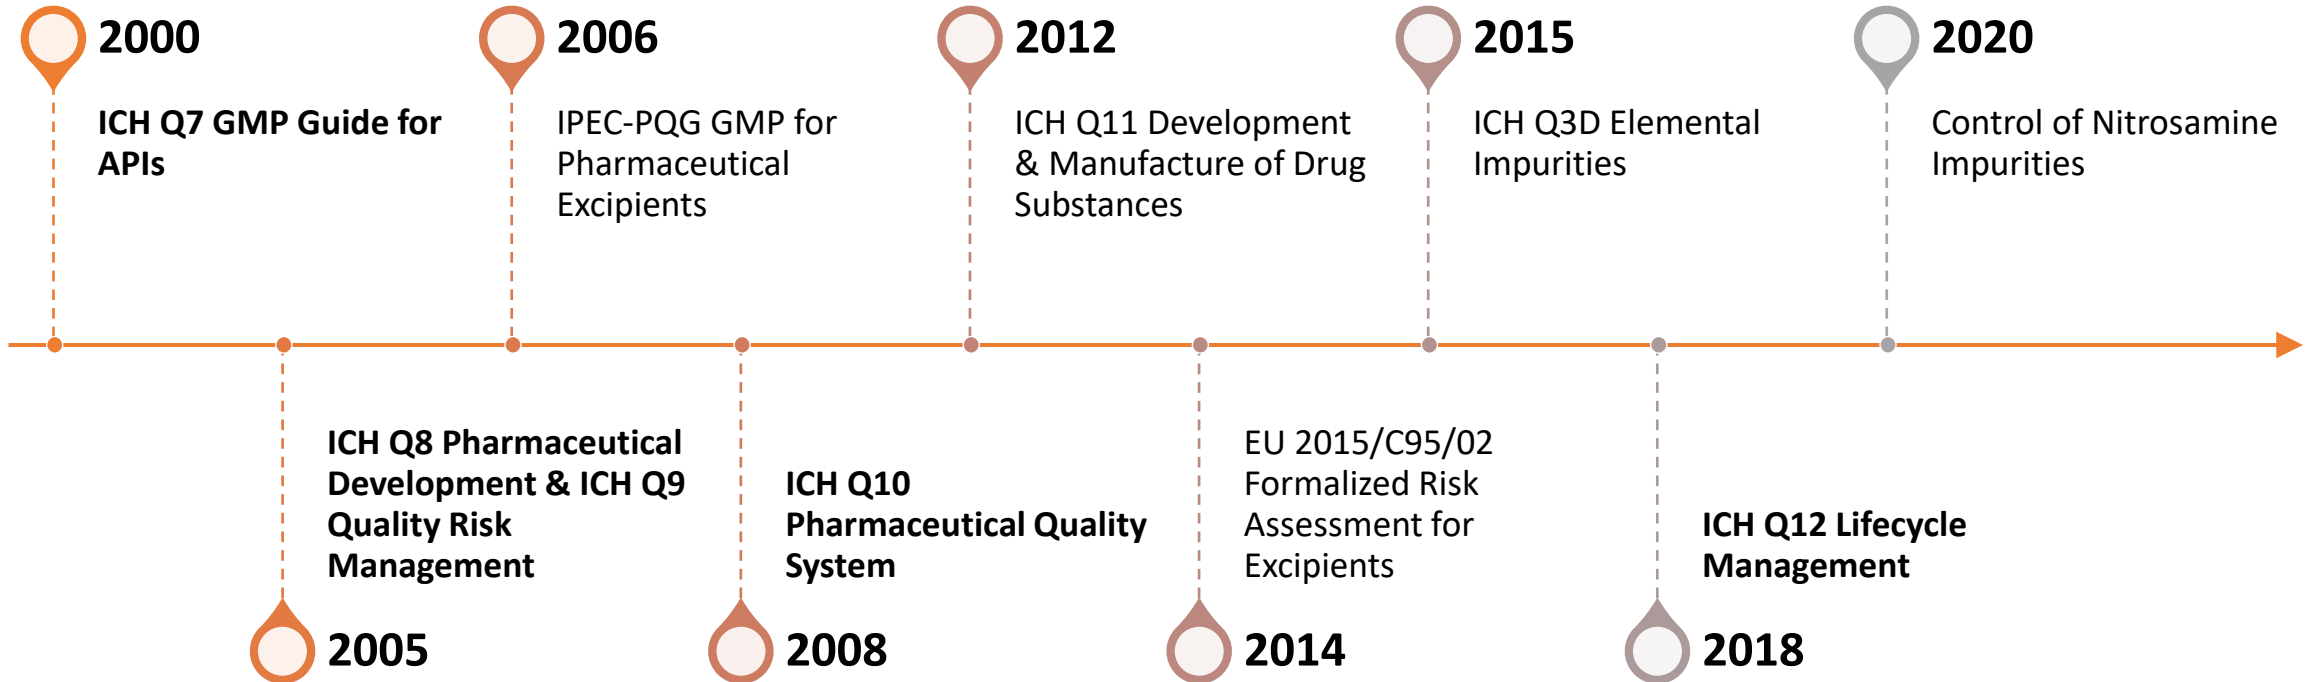 2000
ICH Q7 GMP Guide for
APIs
2005
ICH Q8 Pharmaceutical
Development & ICH Q9
Quality Risk
Management
2006
IPEC-PQG GMP for
Pharmaceutical
Excipients
2008
ICH Q10
Pharmaceutical Quality
System
2012
ICH Q11 Development
& Manufacture of Drug
Substances
2014
EU 2015/C95/02
Formalized Risk
Assessment for
Excipients
2015
ICH Q3D Elemental
Impurities
2018
ICH Q12 Lifecycle
Management
2020
Control of Nitrosamine
Impurities